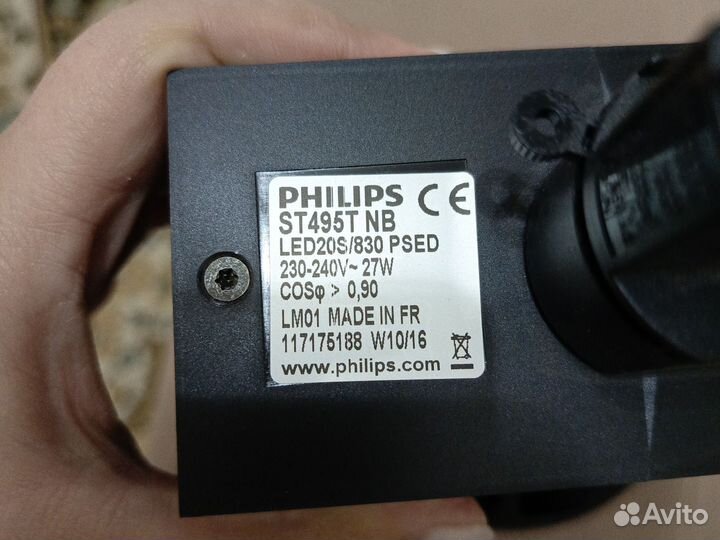 PHILIPS CE
ST495T NB
LED20S/830 PSED
230-240V~ 27W
COSφ > 0,90
LM01 MADE IN FR
117175188 W10/16
www.philips.com
Avito